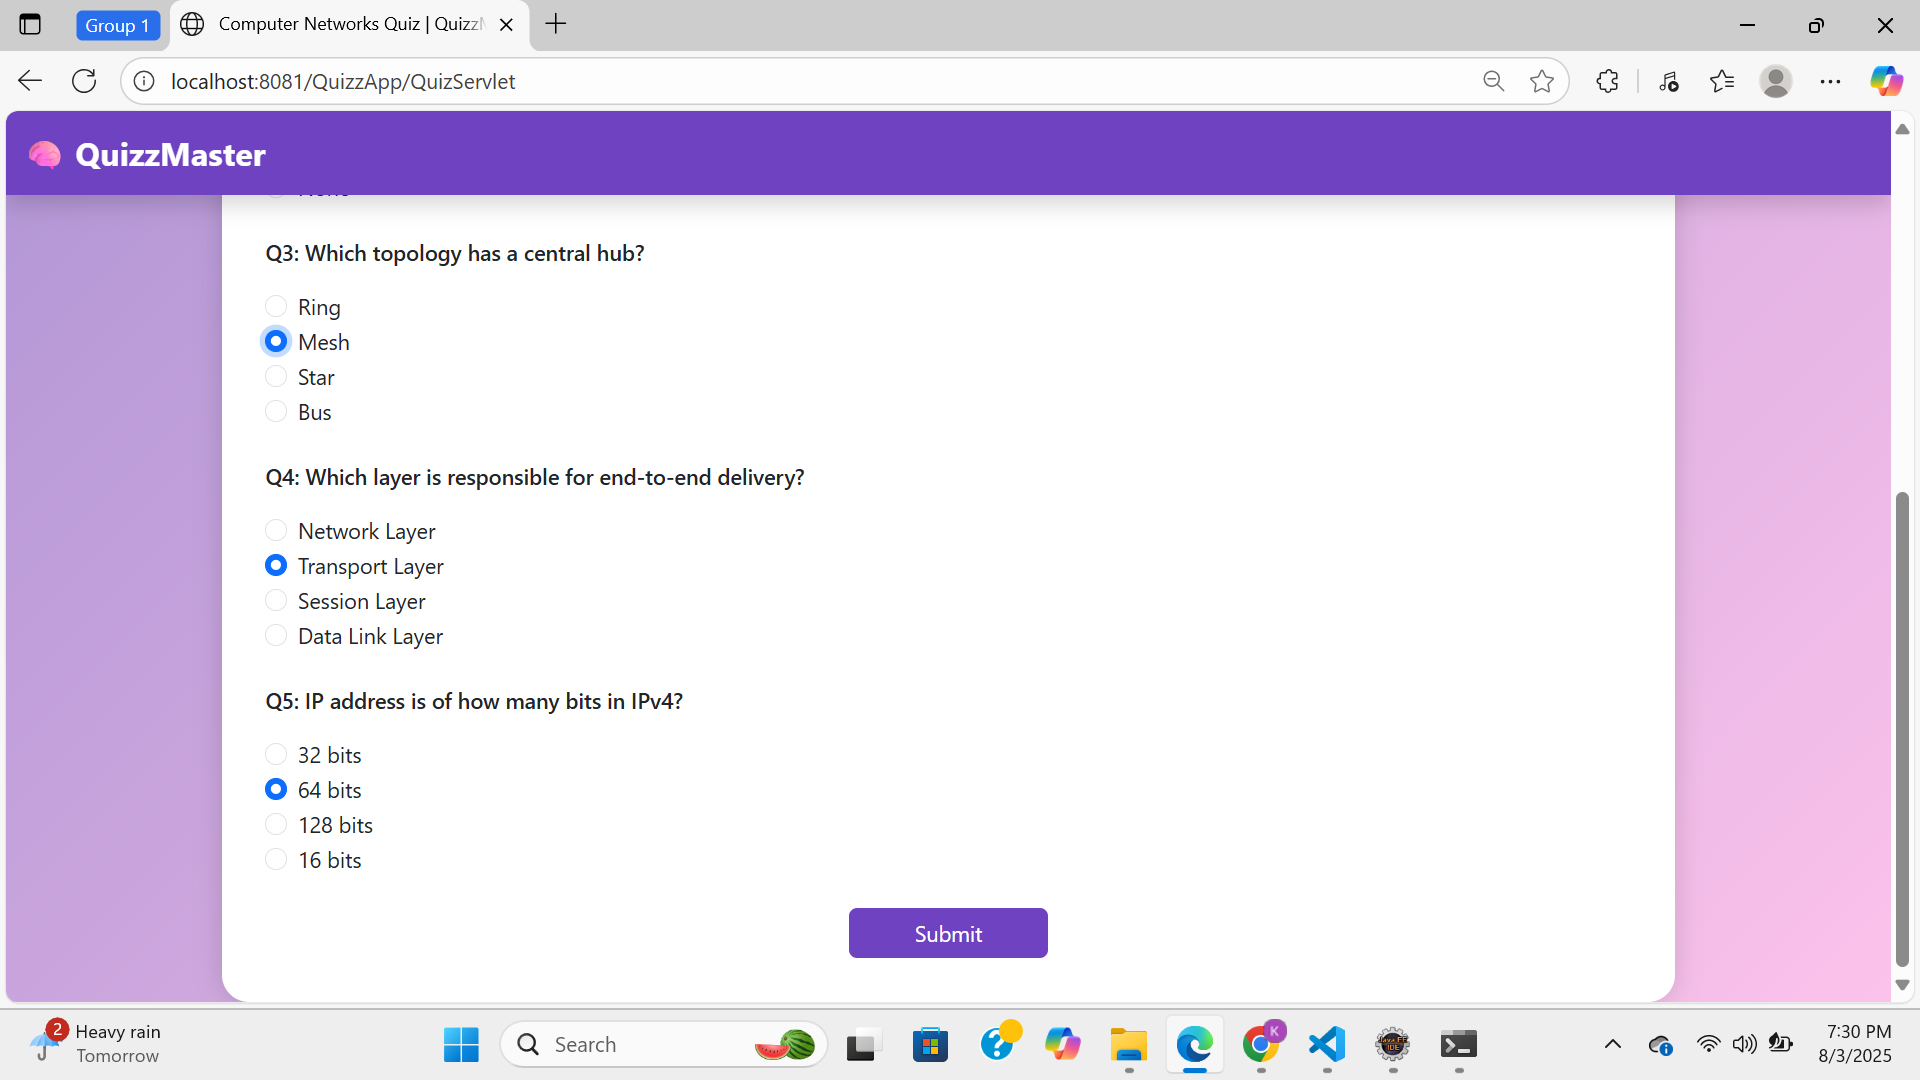 Group 1
Computer Networks Quiz | Quizz
localhost:8081/QuizzApp/QuizServlet
QuizzMaster
Q3: Which topology has a central hub?
Ring
Mesh
Star
Bus
Q4: Which layer is responsible for end-to-end delivery?
Network Layer
Transport Layer
Session Layer
Data Link Layer
Q5: IP address is of how many bits in IPv4?
32 bits
64 bits
128 bits
16 bits
Submit
2
Heavy rain
Tomorrow
Search
K
7:30 PM
8/3/2025